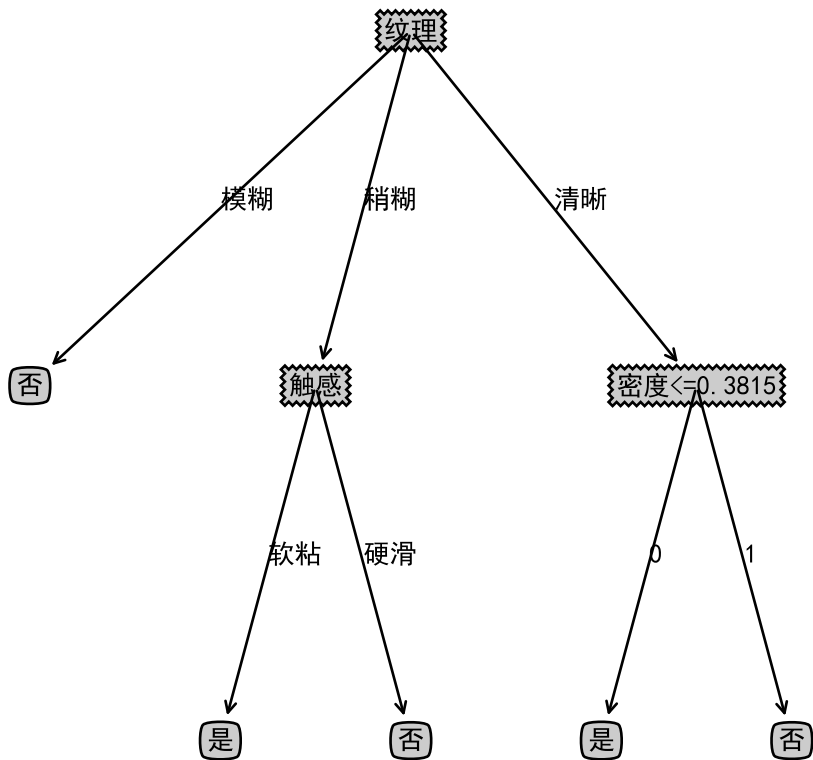 纹理
模糊
稍糊
清晰
否
触感
密度<=0.3815
软粘
硬滑
0
1
是
否
是
否